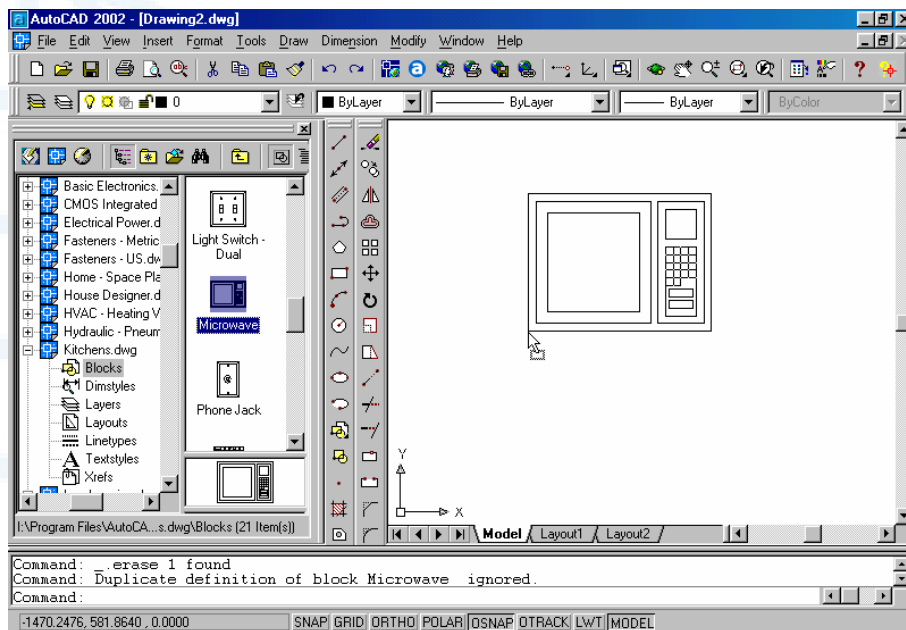 AutoCAD 2002 - [Drawing2.dwg]
File Edit View Insert Format Tools Draw Dimension Modify Window Help
0 ByLayer ByLayer ByLayer ByColor
Basic Electronics.
CMOS Integrated
Electrical Power.d
Fasteners - Metric
Fasteners - US.dw
Home - Space Pla
House Designer.d
HVAC - Heating V
Hydraulic - Pneum
Kitchens.dwg
Blocks
Dimstyles
Layers
Layouts
Linetypes
Textstyles
Xrefs
Light Switch -
Dual
Microwave
Phone Jack
I:\Program Files\AutoCA...s.dwg\Blocks (21 Item(s))
Y
X
Model Layout1 Layout2
Command: _.erase 1 found
Command: Duplicate definition of block Microwave ignored.
Command:
-1470.2476, 581.8640 , 0.0000 SNAP GRID ORTHO POLAR OSNAP OTRACK LWT MODEL